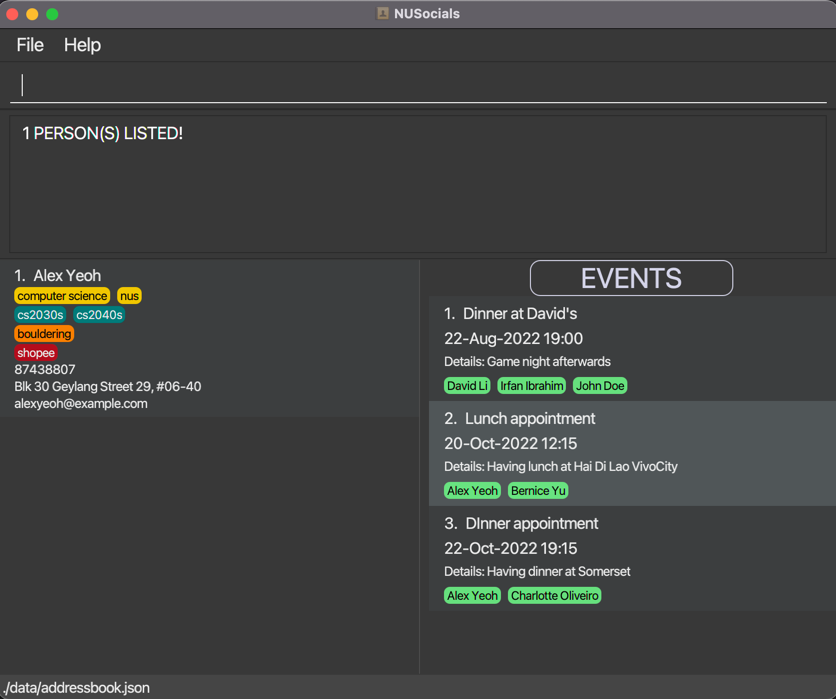 NUSocials
File Help
1 PERSON(S) LISTED!
1. Alex Yeoh
computer science nus
cs2030s cs2040s
bouldering
shopee
87438807
Blk 30 Geylang Street 29, #06-40
alexyeoh@example.com
EVENTS
1. Dinner at David's
22-Aug-2022 19:00
Details: Game night afterwards
David Li Irfan Ibrahim John Doe
2. Lunch appointment
20-Oct-2022 12:15
Details: Having lunch at Hai Di Lao VivoCity
Alex Yeoh Bernice Yu
3. DInner appointment
22-Oct-2022 19:15
Details: Having dinner at Somerset
Alex Yeoh Charlotte Oliveiro
./data/addressbook.json